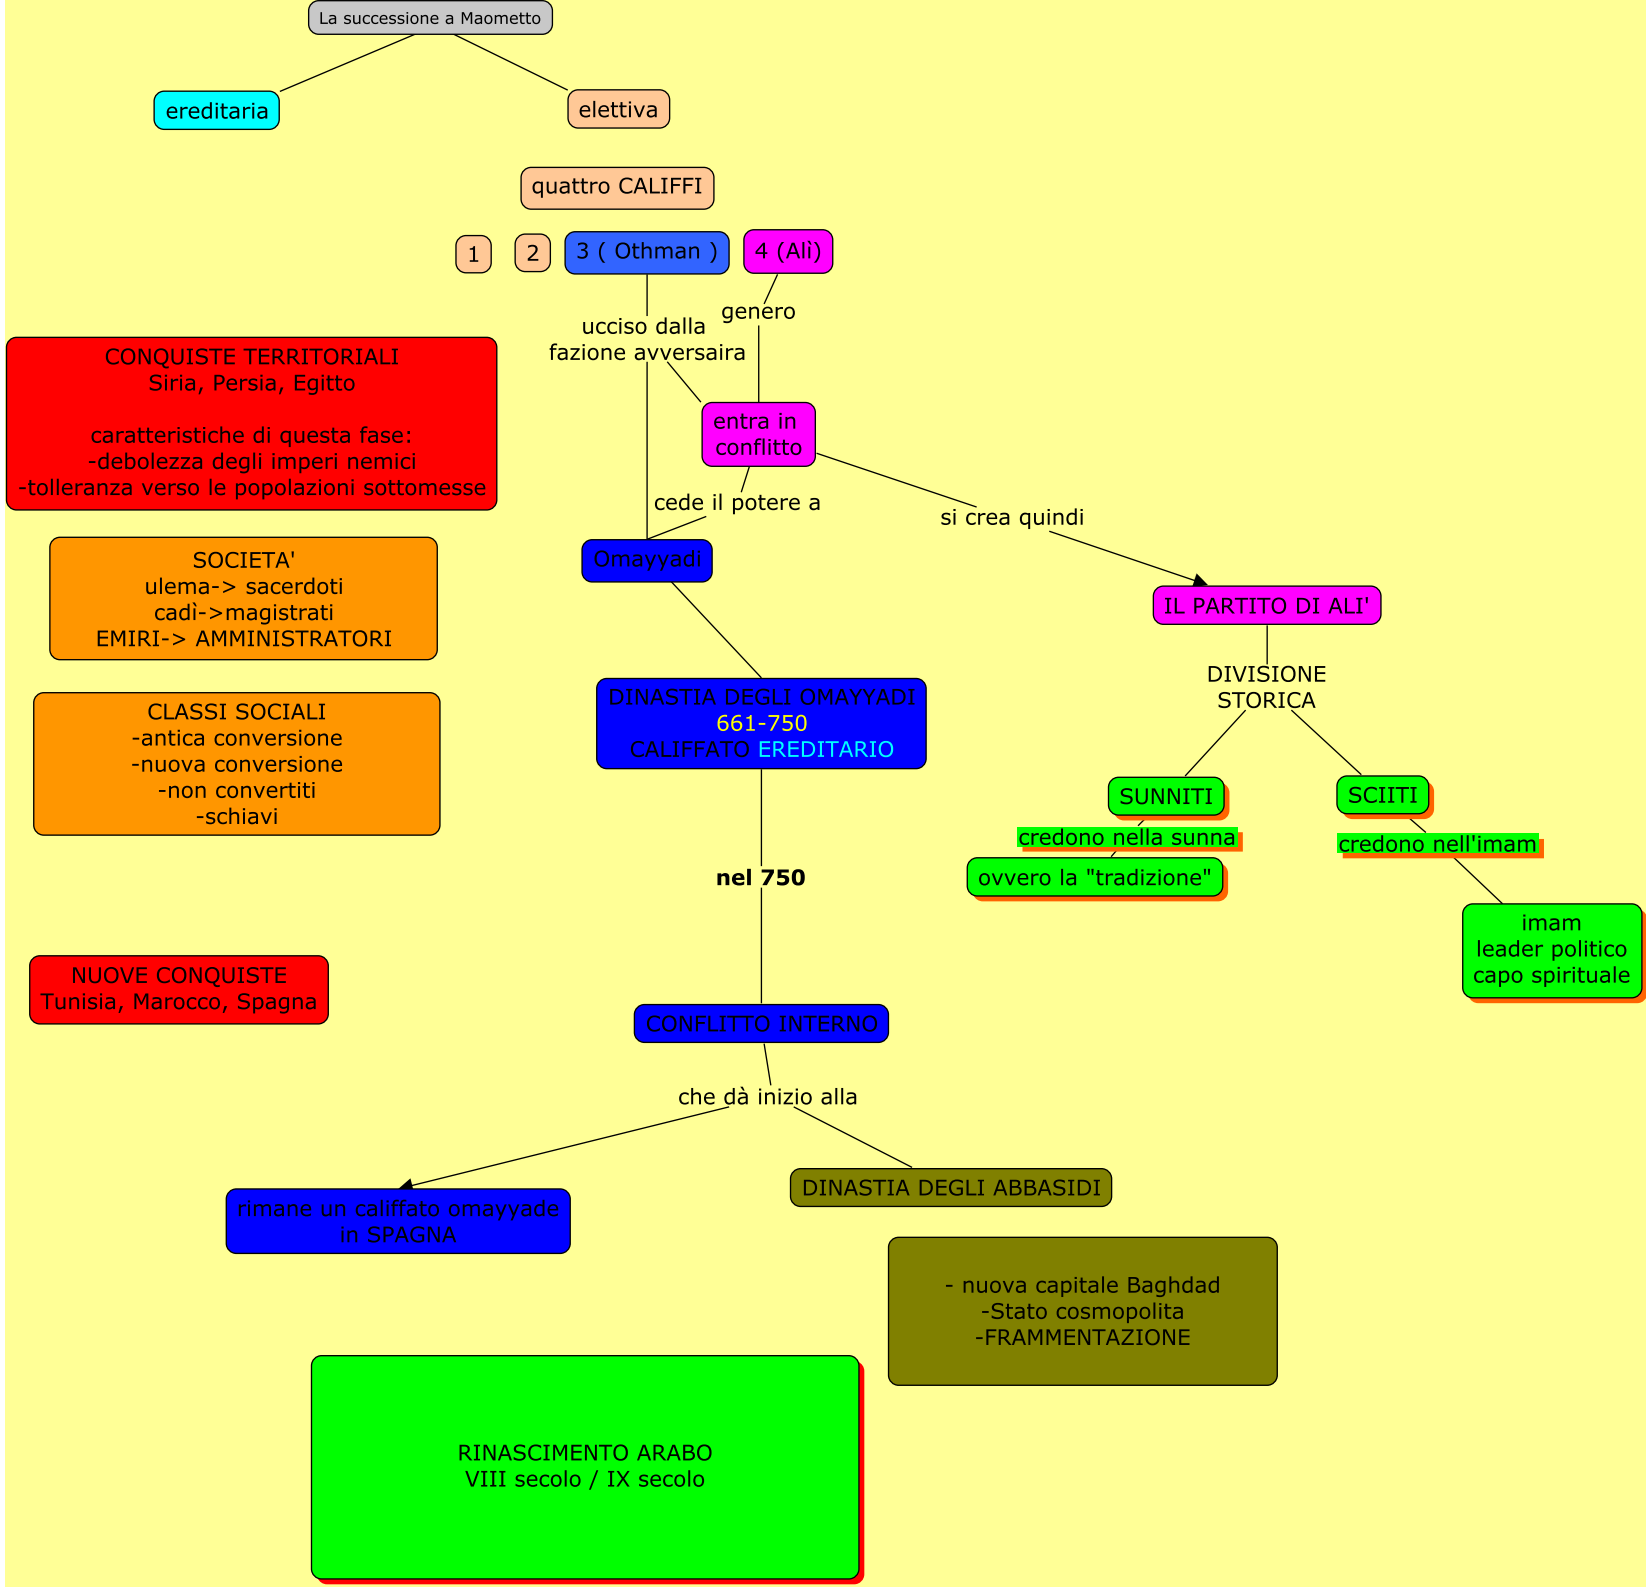 La successione a Maometto
ereditaria
elettiva
quattro CALIFFI
1
2
3 ( Othman )
4 (Alì)
genero
ucciso dalla
fazione avversaira
CONQUISTE TERRITORIALI
Siria, Persia, Egitto
caratteristiche di questa fase:
-debolezza degli imperi nemici
-tolleranza verso le popolazioni sottomesse
entra in
conflitto
cede il potere a
si crea quindi
Omayyadi
SOCIETA'
ulema-> sacerdoti
cadì->magistrati
EMIRI-> AMMINISTRATORI
IL PARTITO DI ALI'
DIVISIONE
STORICA
CLASSI SOCIALI
-antica conversione
-nuova conversione
-non convertiti
-schiavi
DINASTIA DEGLI OMAYYADI
661-750
CALIFFATO EREDITARIO
SUNNITI
SCIITI
credono nella sunna
credono nell'imam
ovvero la "tradizione"
imam
leader politico
capo spirituale
nel 750
NUOVE CONQUISTE
Tunisia, Marocco, Spagna
CONFLITTO INTERNO
che dà inizio alla
rimane un califfato omayyade
in SPAGNA
DINASTIA DEGLI ABBASIDI
- nuova capitale Baghdad
-Stato cosmopolita
-FRAMMENTAZIONE
RINASCIMENTO ARABO
VIII secolo / IX secolo